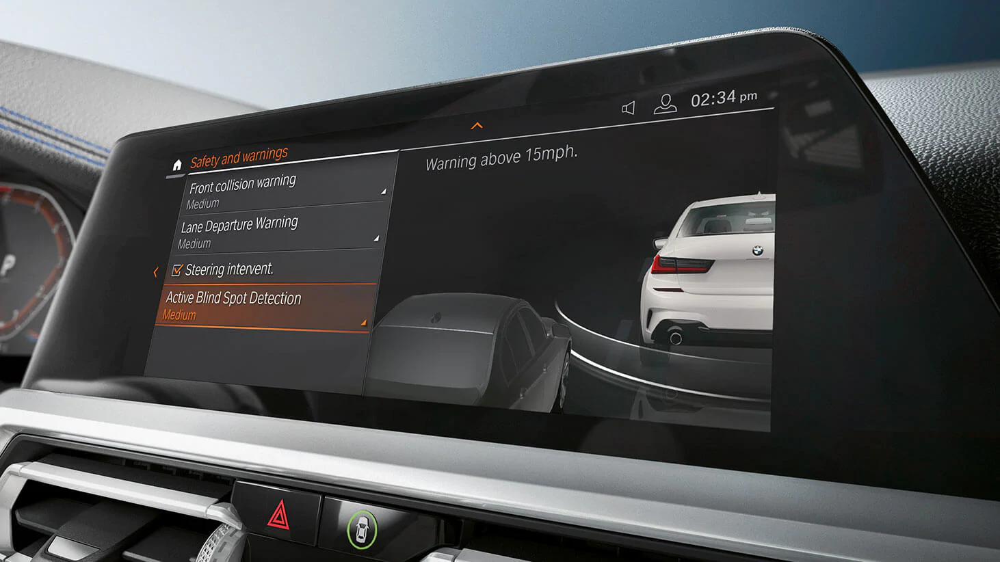 02:34 pm
Safety and warnings
Front collision warning
Medium
Lane Departure Warning
Medium
Steering intervent.
Active Blind Spot Detection
Medium
Warning above 15mph.
P